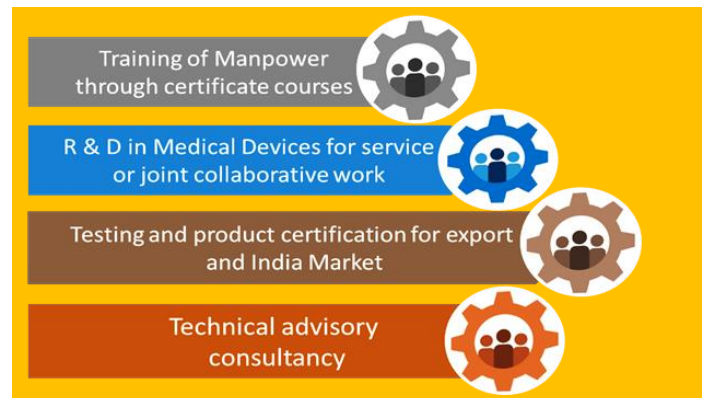 Training of Manpower
through certificate courses
R & D in Medical Devices for service
or joint collaborative work
Testing and product certification for export
and India Market
Technical advisory
consultancy